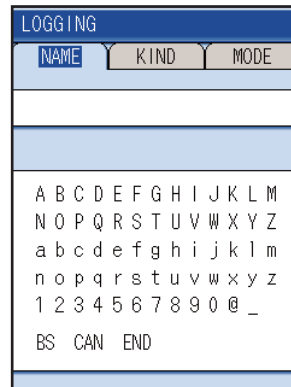 LOGGING
NAME KIND MODE
A B C D E F G H I J K L M
N O P Q R S T U V W X Y Z
a b c d e f g h i j k l m
n o p q r s t u v w x y z
1 2 3 4 5 6 7 8 9 0 @ _
BS CAN END